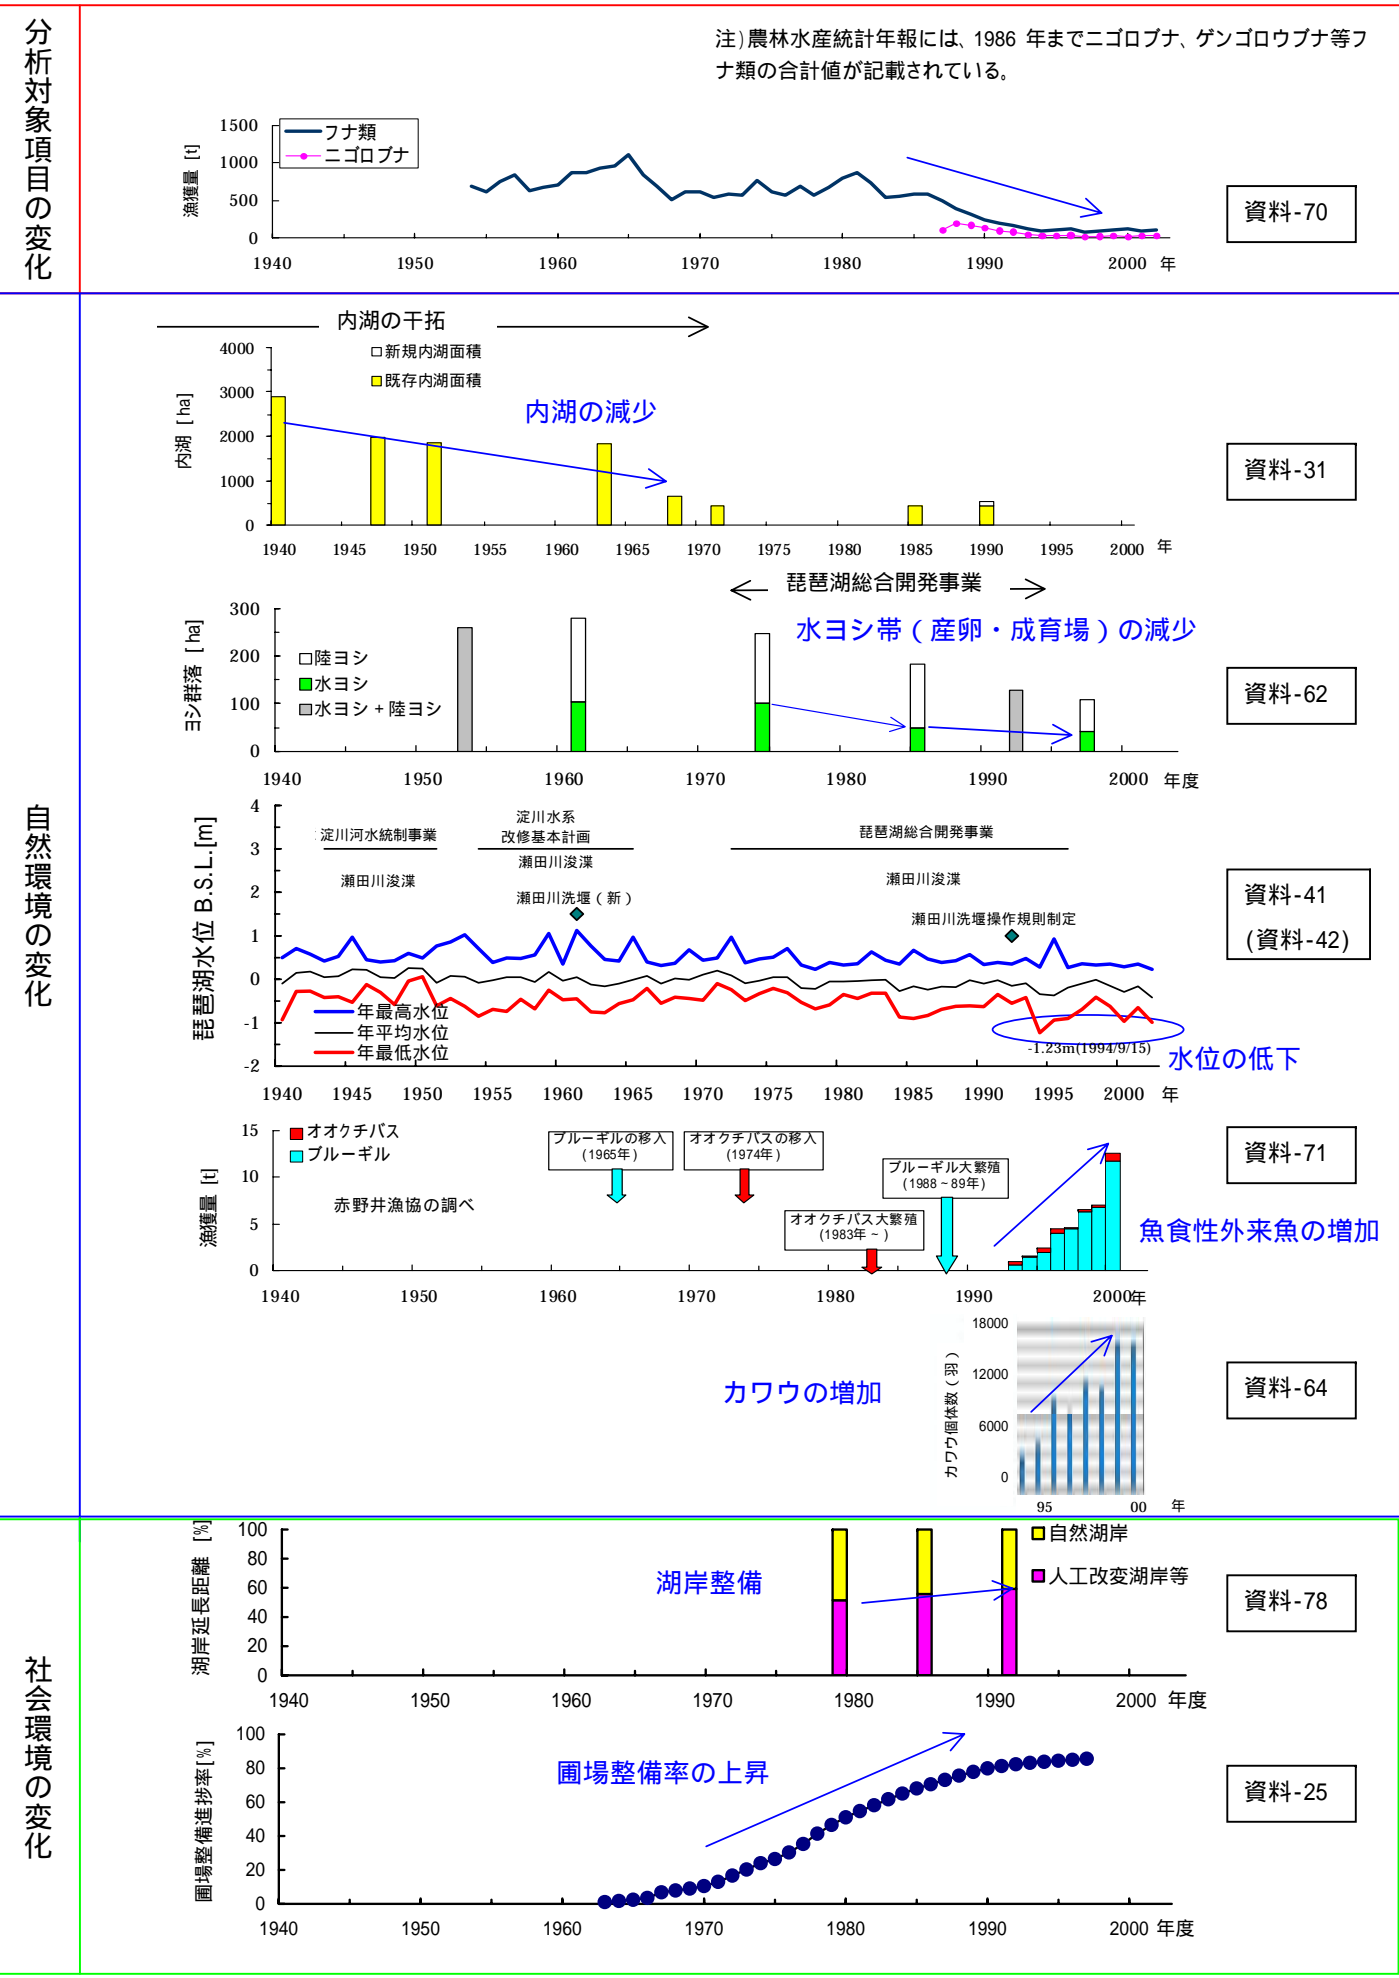 分析対象項目の変化
注）農林水産統計年報には、1986 年までニゴロブナ、ゲンゴロウブナ等フ
ナ類の合計値が記載されている。
漁獲量 [t]
1500
1000
500
0
フナ類
ニゴロブナ
1940 1950 1960 1970 1980 1990 2000 年
資料-70
自然環境の変化
内湖の干拓
内湖 [ha]
4000
3000
2000
1000
0
新規内湖面積
既存内湖面積
内湖の減少
1940 1945 1950 1955 1960 1965 1970 1975 1980 1985 1990 1995 2000 年
資料-31
琵琶湖総合開発事業
水ヨシ帯（産卵・成育場）の減少
ヨシ群落 [ha]
300
200
100
0
陸ヨシ
水ヨシ
水ヨシ＋陸ヨシ
1940 1950 1960 1970 1980 1990 2000 年度
資料-62
琵琶湖水位 B.S.L.[m]
4
3
2
1
0
-1
-2
淀川河水統制事業
瀬田川浚渫
淀川水系
改修基本計画
瀬田川浚渫
瀬田川洗堰（新）
琵琶湖総合開発事業
瀬田川浚渫
瀬田川洗堰操作規則制定
年最高水位
年平均水位
年最低水位
-1.23m(1994/9/15)
水位の低下
1940 1945 1950 1955 1960 1965 1970 1975 1980 1985 1990 1995 2000 年
資料-41
(資料-42)
漁獲量 [t]
15
10
5
0
オオクチバス
ブルーギル
赤野井漁協の調べ
ブルーギルの移入
(1965年)
オオクチバスの移入
(1974年)
オオクチバス大繁殖
(1983年～)
ブルーギル大繁殖
(1988～89年)
魚食性外来魚の増加
1940 1950 1960 1970 1980 1990 2000年
資料-71
カワウの増加
カワウ個体数（羽）
18000
12000
6000
0
95 00 年
資料-64
社会環境の変化
湖岸延長距離 [%]
100
80
60
40
20
0
湖岸整備
自然湖岸
人工改変湖岸等
1940 1950 1960 1970 1980 1990 2000 年度
資料-78
圃場整備進捗率[%]
100
80
60
40
20
0
圃場整備率の上昇
1940 1950 1960 1970 1980 1990 2000 年度
資料-25